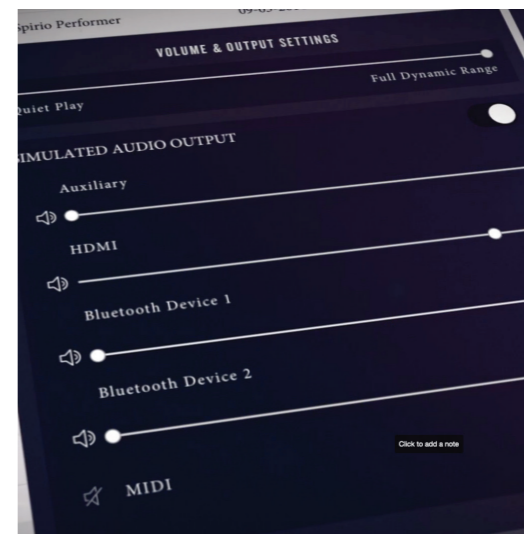 Spirio Performer
VOLUME & OUTPUT SETTINGS
Quiet Play
Full Dynamic Range
SIMULATED AUDIO OUTPUT
Auxiliary
HDMI
Bluetooth Device 1
Bluetooth Device 2
Click to add a note
MIDI